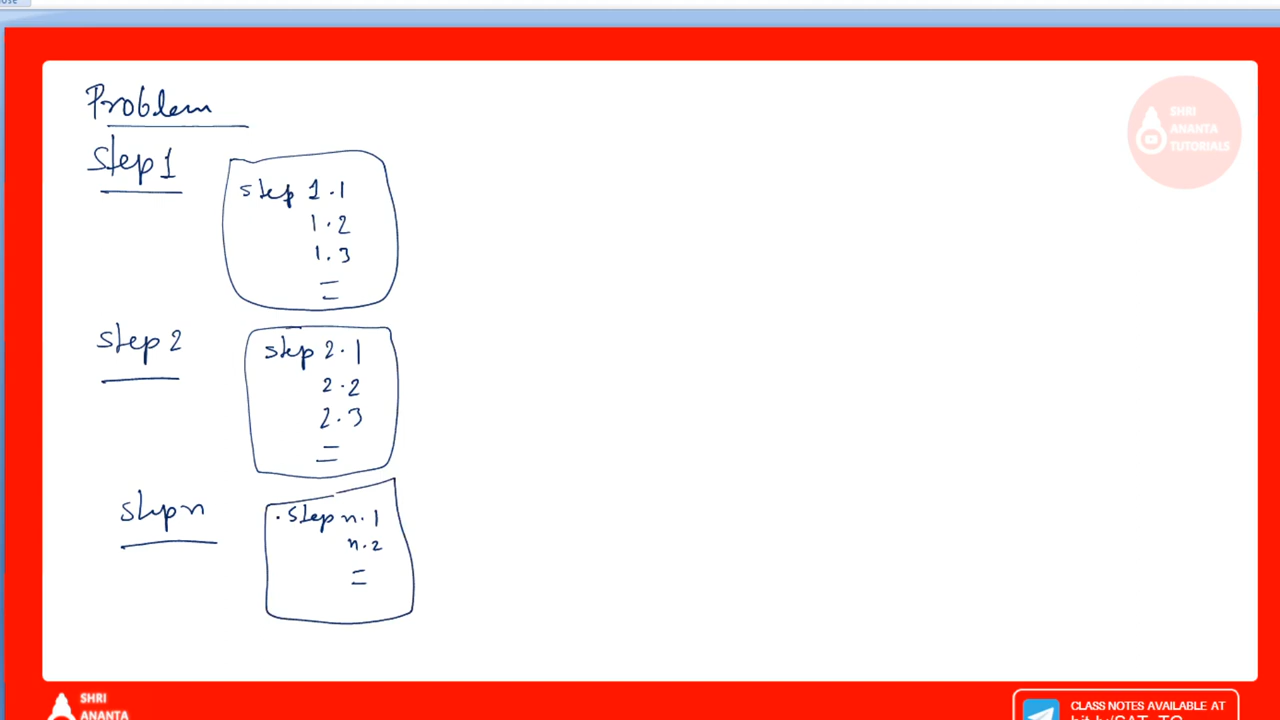 Problem
step 1
step 1.1
1.2
1.3
step 2
step 2.1
2.2
2.3
step n
. step n.1
n.2
SHRI
ANANTA
TUTORIALS
SHRI
ANANTA
CLASS NOTES AVAILABLE AT